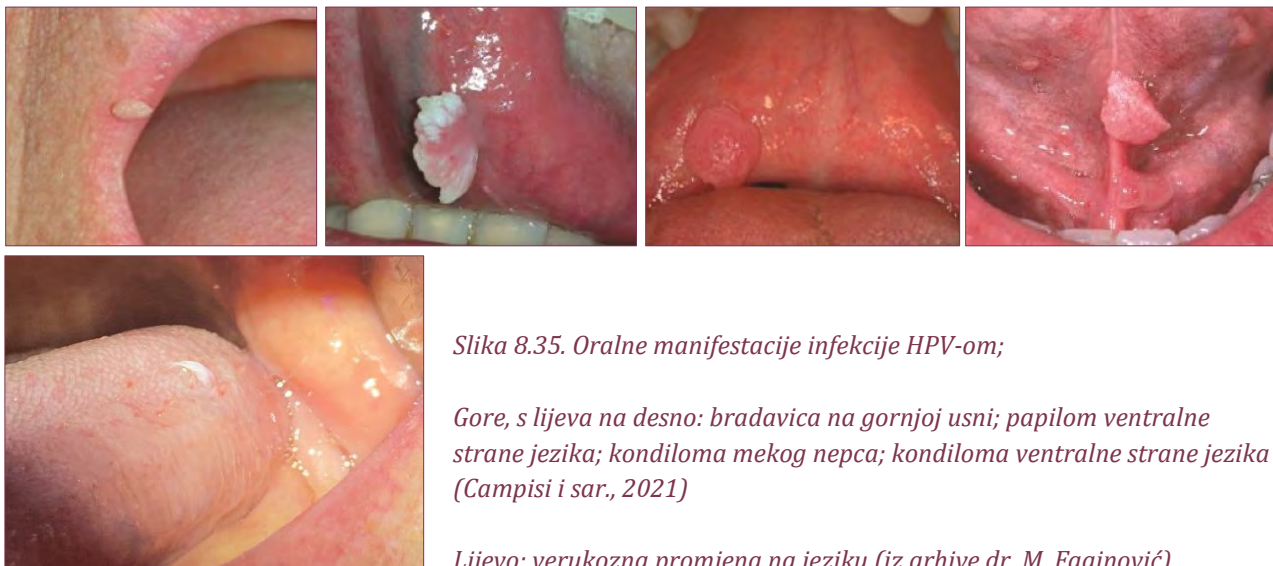 Slika 8.35. Oralne manifestacije infekcije HPV-om;
Gore, s lijeva na desno: bradavica na gornjoj usni; papilom ventralne
strane jezika; kondiloma mekog nepca; kondiloma ventralne strane jezika
(Campisi i sar., 2021)
Lijevo: verukozna promjena na jeziku (iz arhive dr. M. Eqginović)